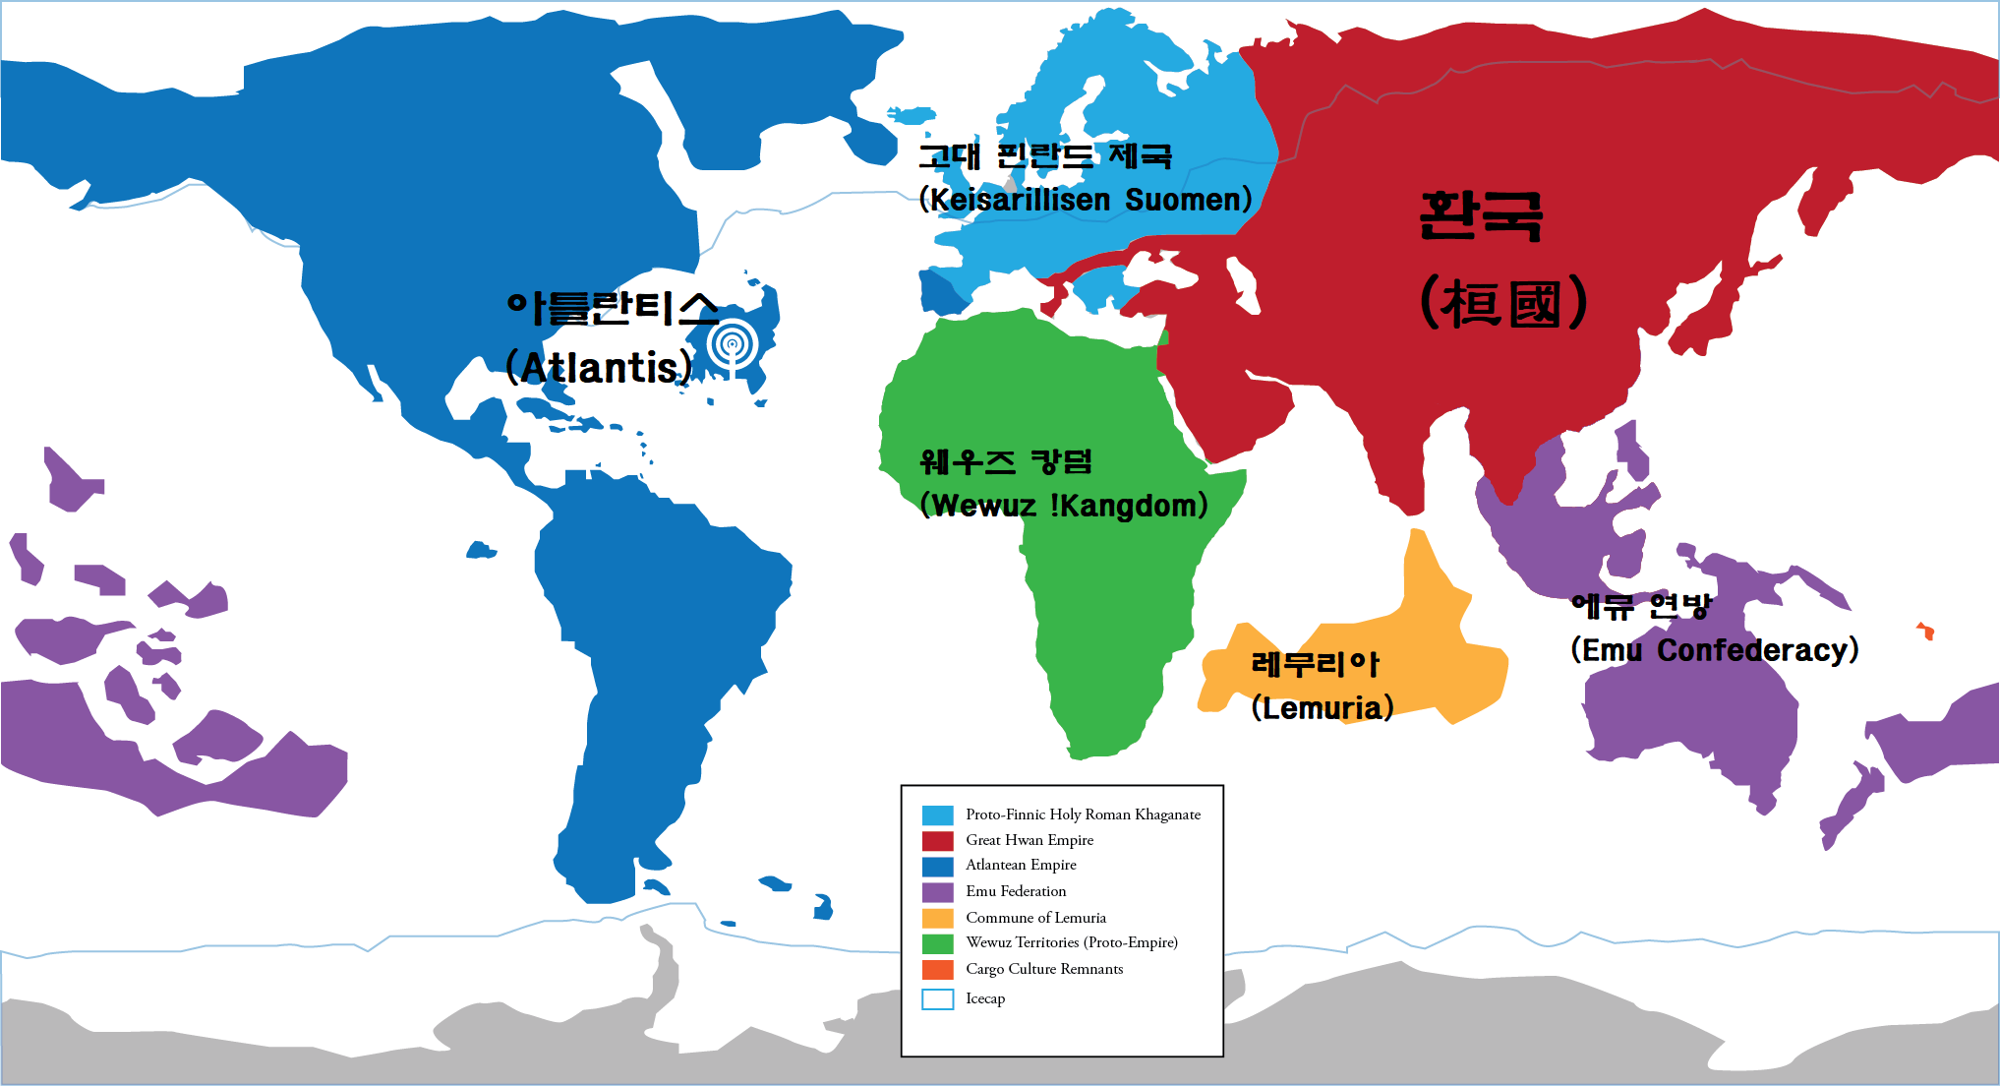 고대 핀란드 제국
(Keisarillisen Suomen)
환국
(桓國)
아틀란티스
(Atlantis)
웨우즈 캉덤
(Wewuz !Kangdom)
에뮤 연방
(Emu Confederacy)
레무리아
(Lemuria)
Proto-Finnic Holy Roman Khaganate
Great Hwan Empire
Atlantean Empire
Emu Federation
Commune of Lemuria
Wewuz Territories (Proto-Empire)
Cargo Culture Remnants
Icecap